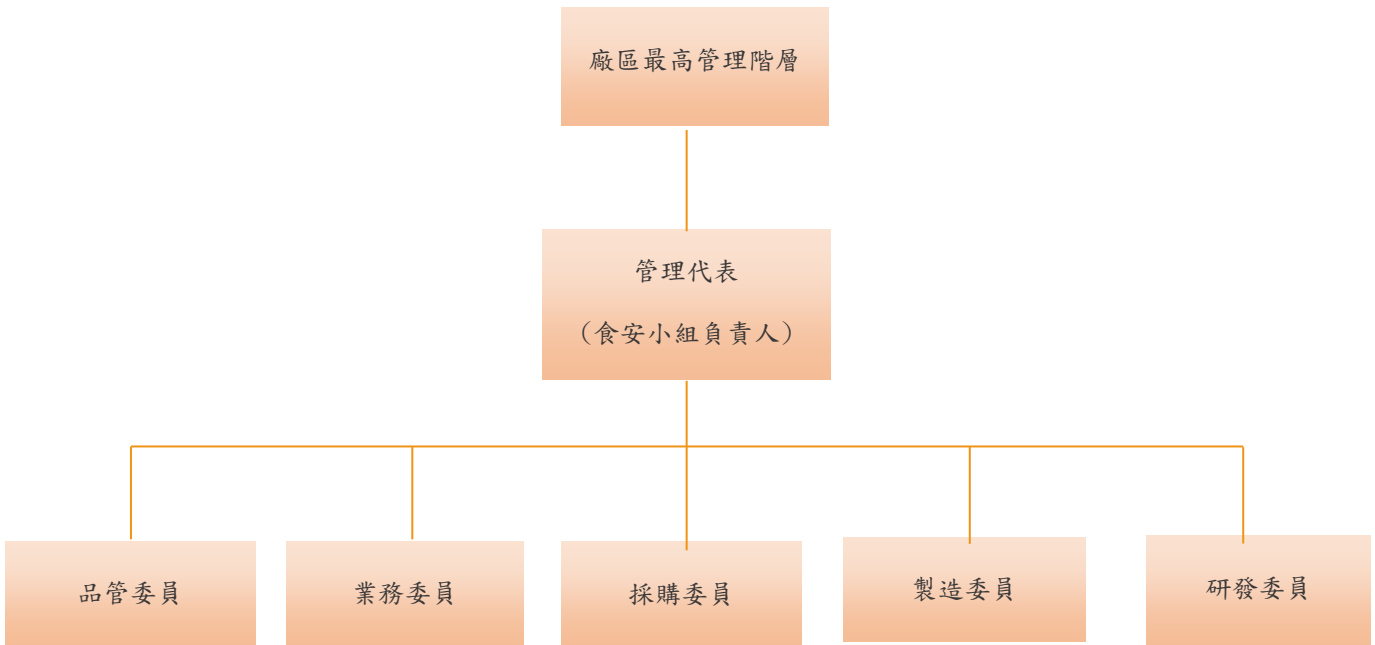 廠區最高管理階層
管理代表
（食安小組負責人）
品管委員
業務委員
採購委員
製造委員
研發委員